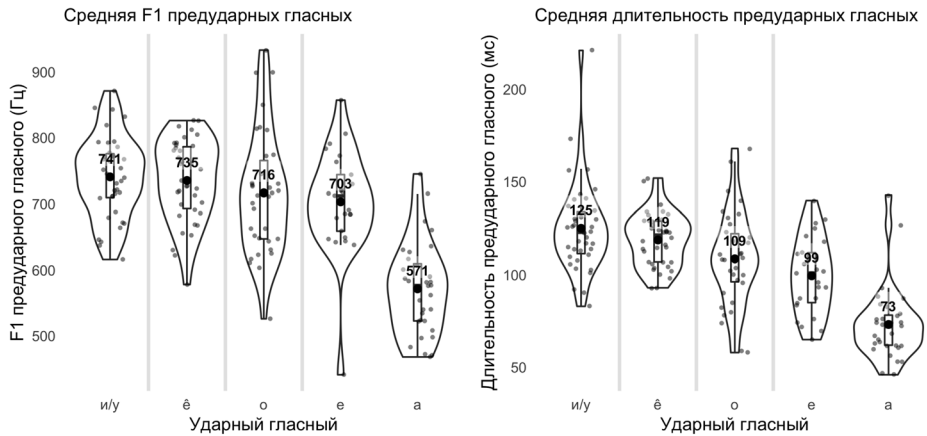 Средняя F1 предударных гласных
F1 предударного гласного (Гц)
900
800
700
600
500
741
735
716
703
571
и/у ê о е а
Ударный гласный
Средняя длительность предударных гласных
Длительность предударного гласного (мс)
200
150
100
50
125
119
109
99
73
и/у ê о е а
Ударный гласный